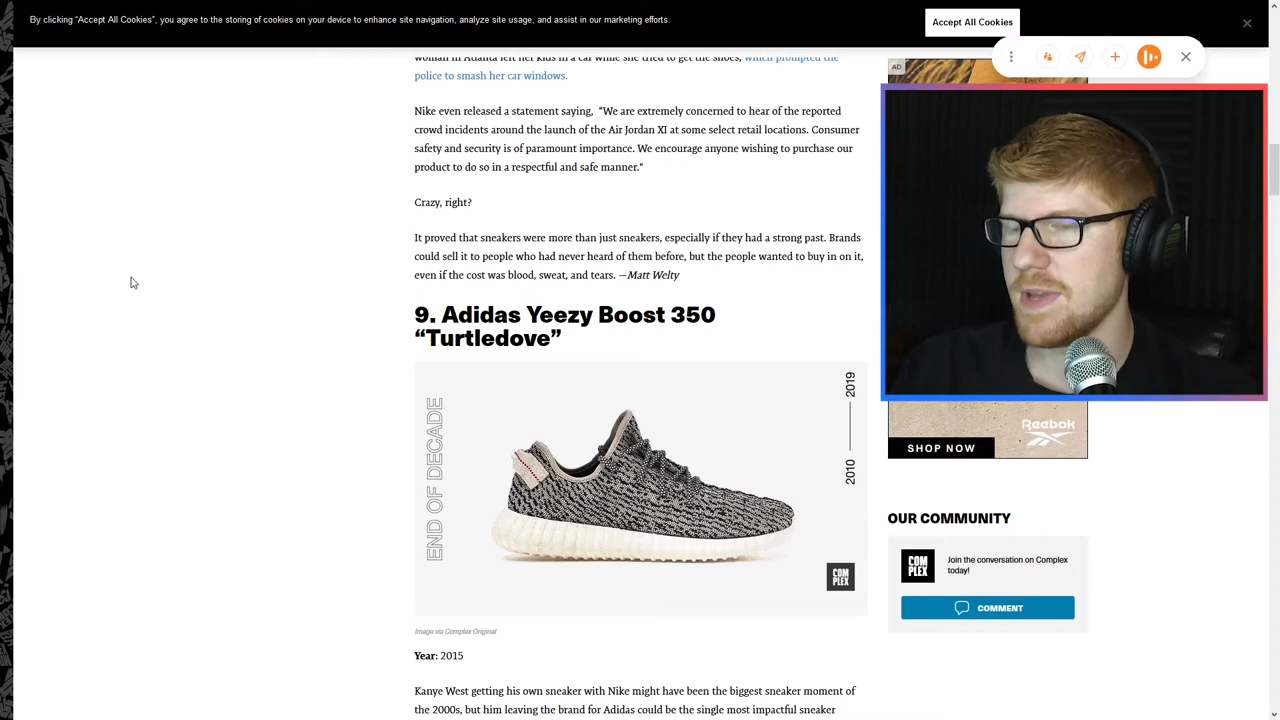 By clicking “Accept All Cookies”, you agree to the storing of cookies on your device to enhance site navigation, analyze site usage, and assist in our marketing efforts.
Accept All Cookies
woman in Atlanta left her kids in a car while she tried to get the shoes, which prompted the
police to smash her car windows.
Nike even released a statement saying, “We are extremely concerned to hear of the reported
crowd incidents around the launch of the Air Jordan XI at some select retail locations. Consumer
safety and security is of paramount importance. We encourage anyone wishing to purchase our
product to do so in a respectful and safe manner.“
Crazy, right?
It proved that sneakers were more than just sneakers, especially if they had a strong past. Brands
could sell it to people who had never heard of them before, but the people wanted to buy in on it,
even if the cost was blood, sweat, and tears. —Matt Welty
9. Adidas Yeezy Boost 350
“Turtledove”
END OF DECADE
2019
2010
COM
PLEX
Image via Complex Original
Year: 2015
Kanye West getting his own sneaker with Nike might have been the biggest sneaker moment of
the 2000s, but him leaving the brand for Adidas could be the single most impactful sneaker
AD
Reebok
SHOP NOW
OUR COMMUNITY
COM
PLEX
Join the conversation on Complex
today!
COMMENT